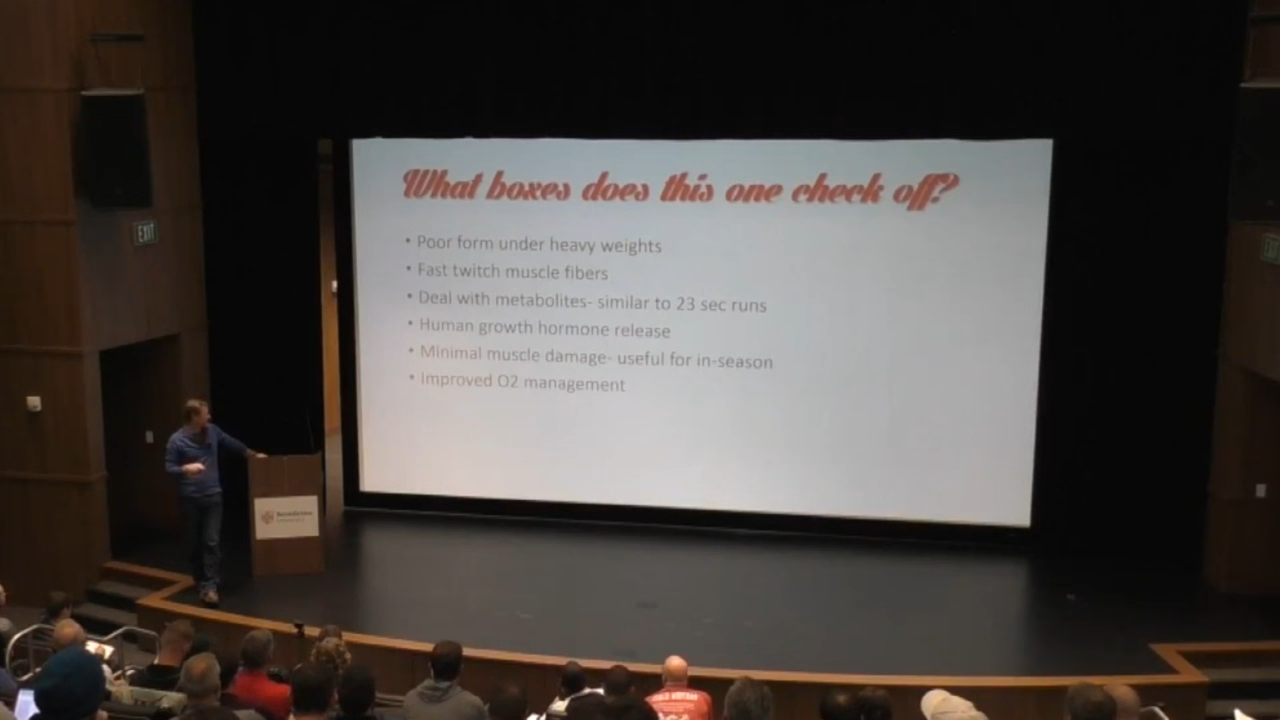 What boxes does this one check off?
• Poor form under heavy weights
• Fast twitch muscle fibers
• Deal with metabolites- similar to 23 sec runs
• Human growth hormone release
• Minimal muscle damage- useful for in-season
• Improved O2 management
EXIT
Benedictine